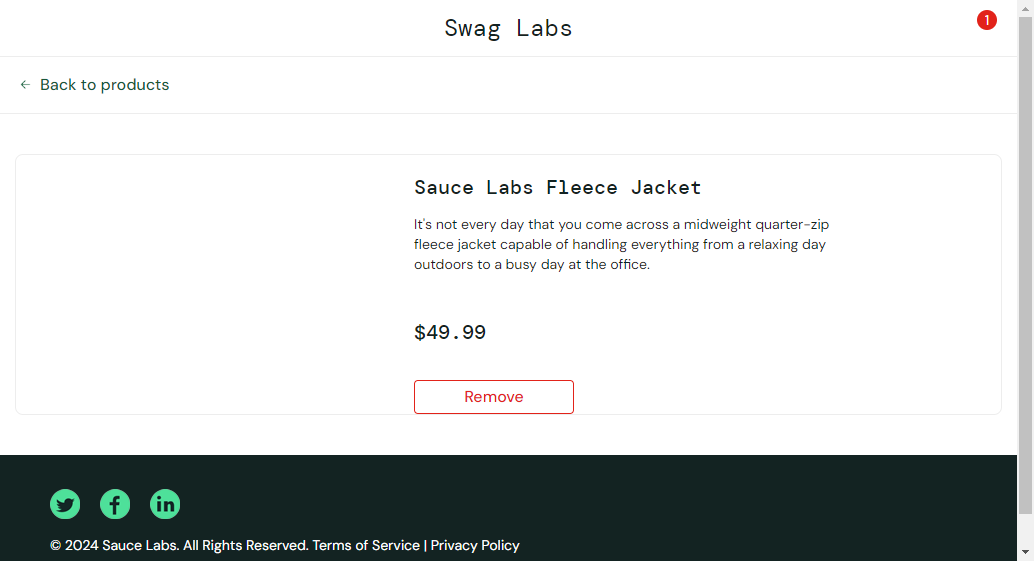 Swag Labs
1
Back to products
Sauce Labs Fleece Jacket
It's not every day that you come across a midweight quarter-zip
fleece jacket capable of handling everything from a relaxing day
outdoors to a busy day at the office.
$49.99
Remove
© 2024 Sauce Labs. All Rights Reserved. Terms of Service | Privacy Policy